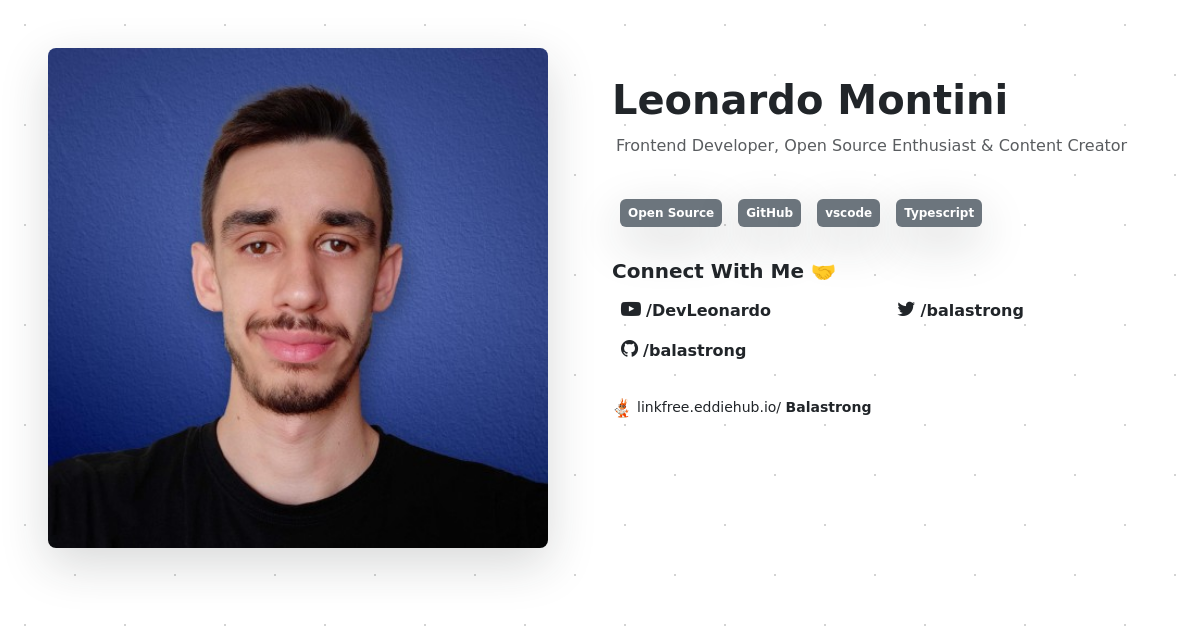 Leonardo Montini
Frontend Developer, Open Source Enthusiast & Content Creator
Open Source GitHub vscode Typescript
Connect With Me 🤝
/DevLeonardo /balastrong
/balastrong
linkfree.eddiehub.io/ Balastrong